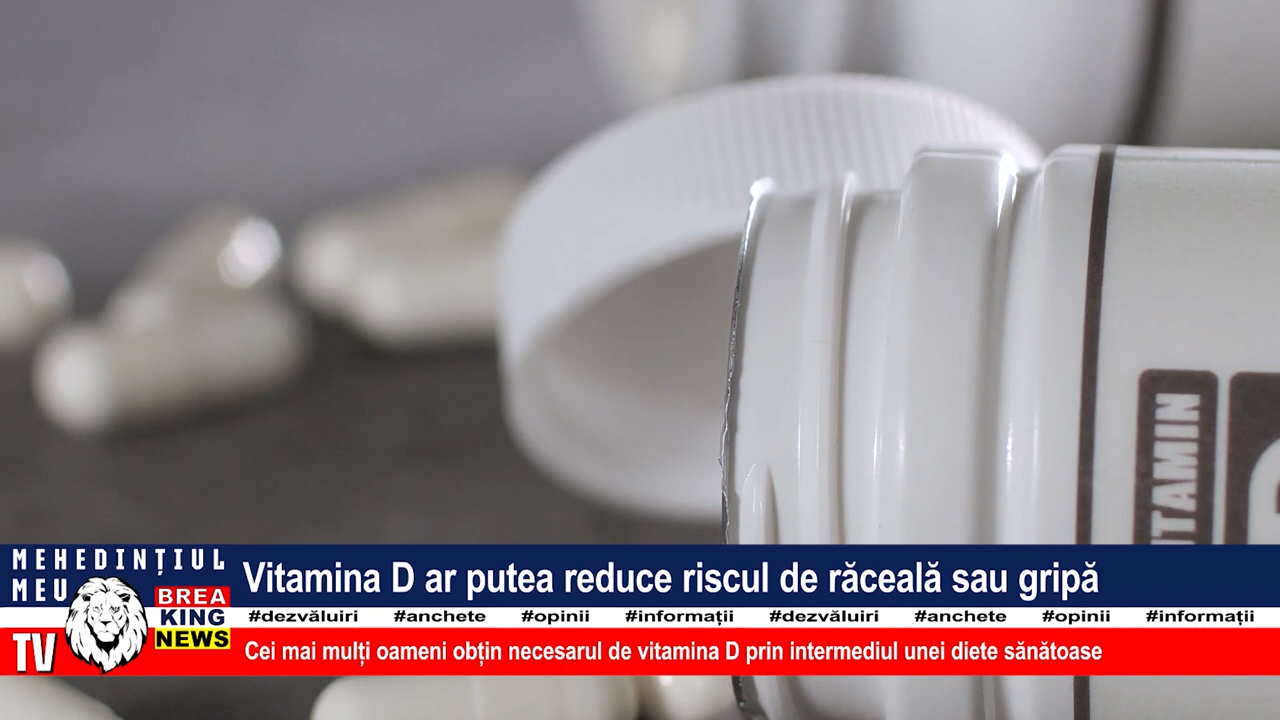 VITAMIN
MEHEDINȚIUL
MEU
TV
BREA
KING
NEWS
Vitamina D ar putea reduce riscul de răceală sau gripă
#dezvăluiri #anchete #opinii #informații #dezvăluiri #anchete #opinii #informații
Cei mai mulți oameni obțin necesarul de vitamina D prin intermediul unei diete sănătoase